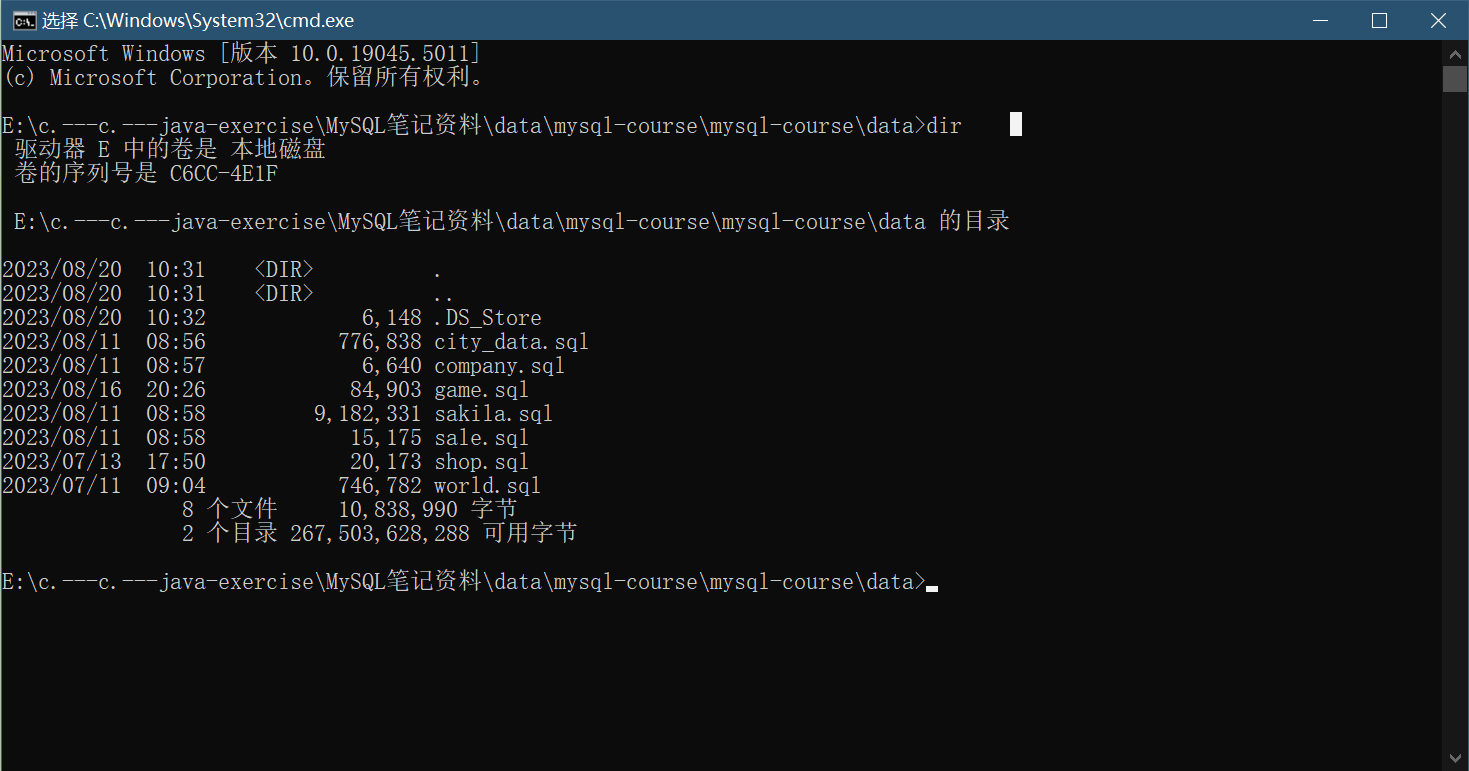 选择 C:\Windows\System32\cmd.exe
Microsoft Windows [版本 10.0.19045.5011]
(c) Microsoft Corporation。保留所有权利。
E:\c.---c.---java-exercise\MySQL笔记资料\data\mysql-course\mysql-course\data>dir
驱动器 E 中的卷是 本地磁盘
卷的序列号是 C6CC-4E1F
E:\c.---c.---java-exercise\MySQL笔记资料\data\mysql-course\mysql-course\data 的目录
2023/08/20  10:31    <DIR>          .
2023/08/20  10:31    <DIR>          ..
2023/08/20  10:32             6,148 .DS_Store
2023/08/11  08:56           776,838 city_data.sql
2023/08/11  08:57             6,640 company.sql
2023/08/16  20:26            84,903 game.sql
2023/08/11  08:58         9,182,331 sakila.sql
2023/08/11  08:58            15,175 sale.sql
2023/07/13  17:50            20,173 shop.sql
2023/07/11  09:04           746,782 world.sql
8 个文件     10,838,990 字节
2 个目录 267,503,628,288 可用字节
E:\c.---c.---java-exercise\MySQL笔记资料\data\mysql-course\mysql-course\data>